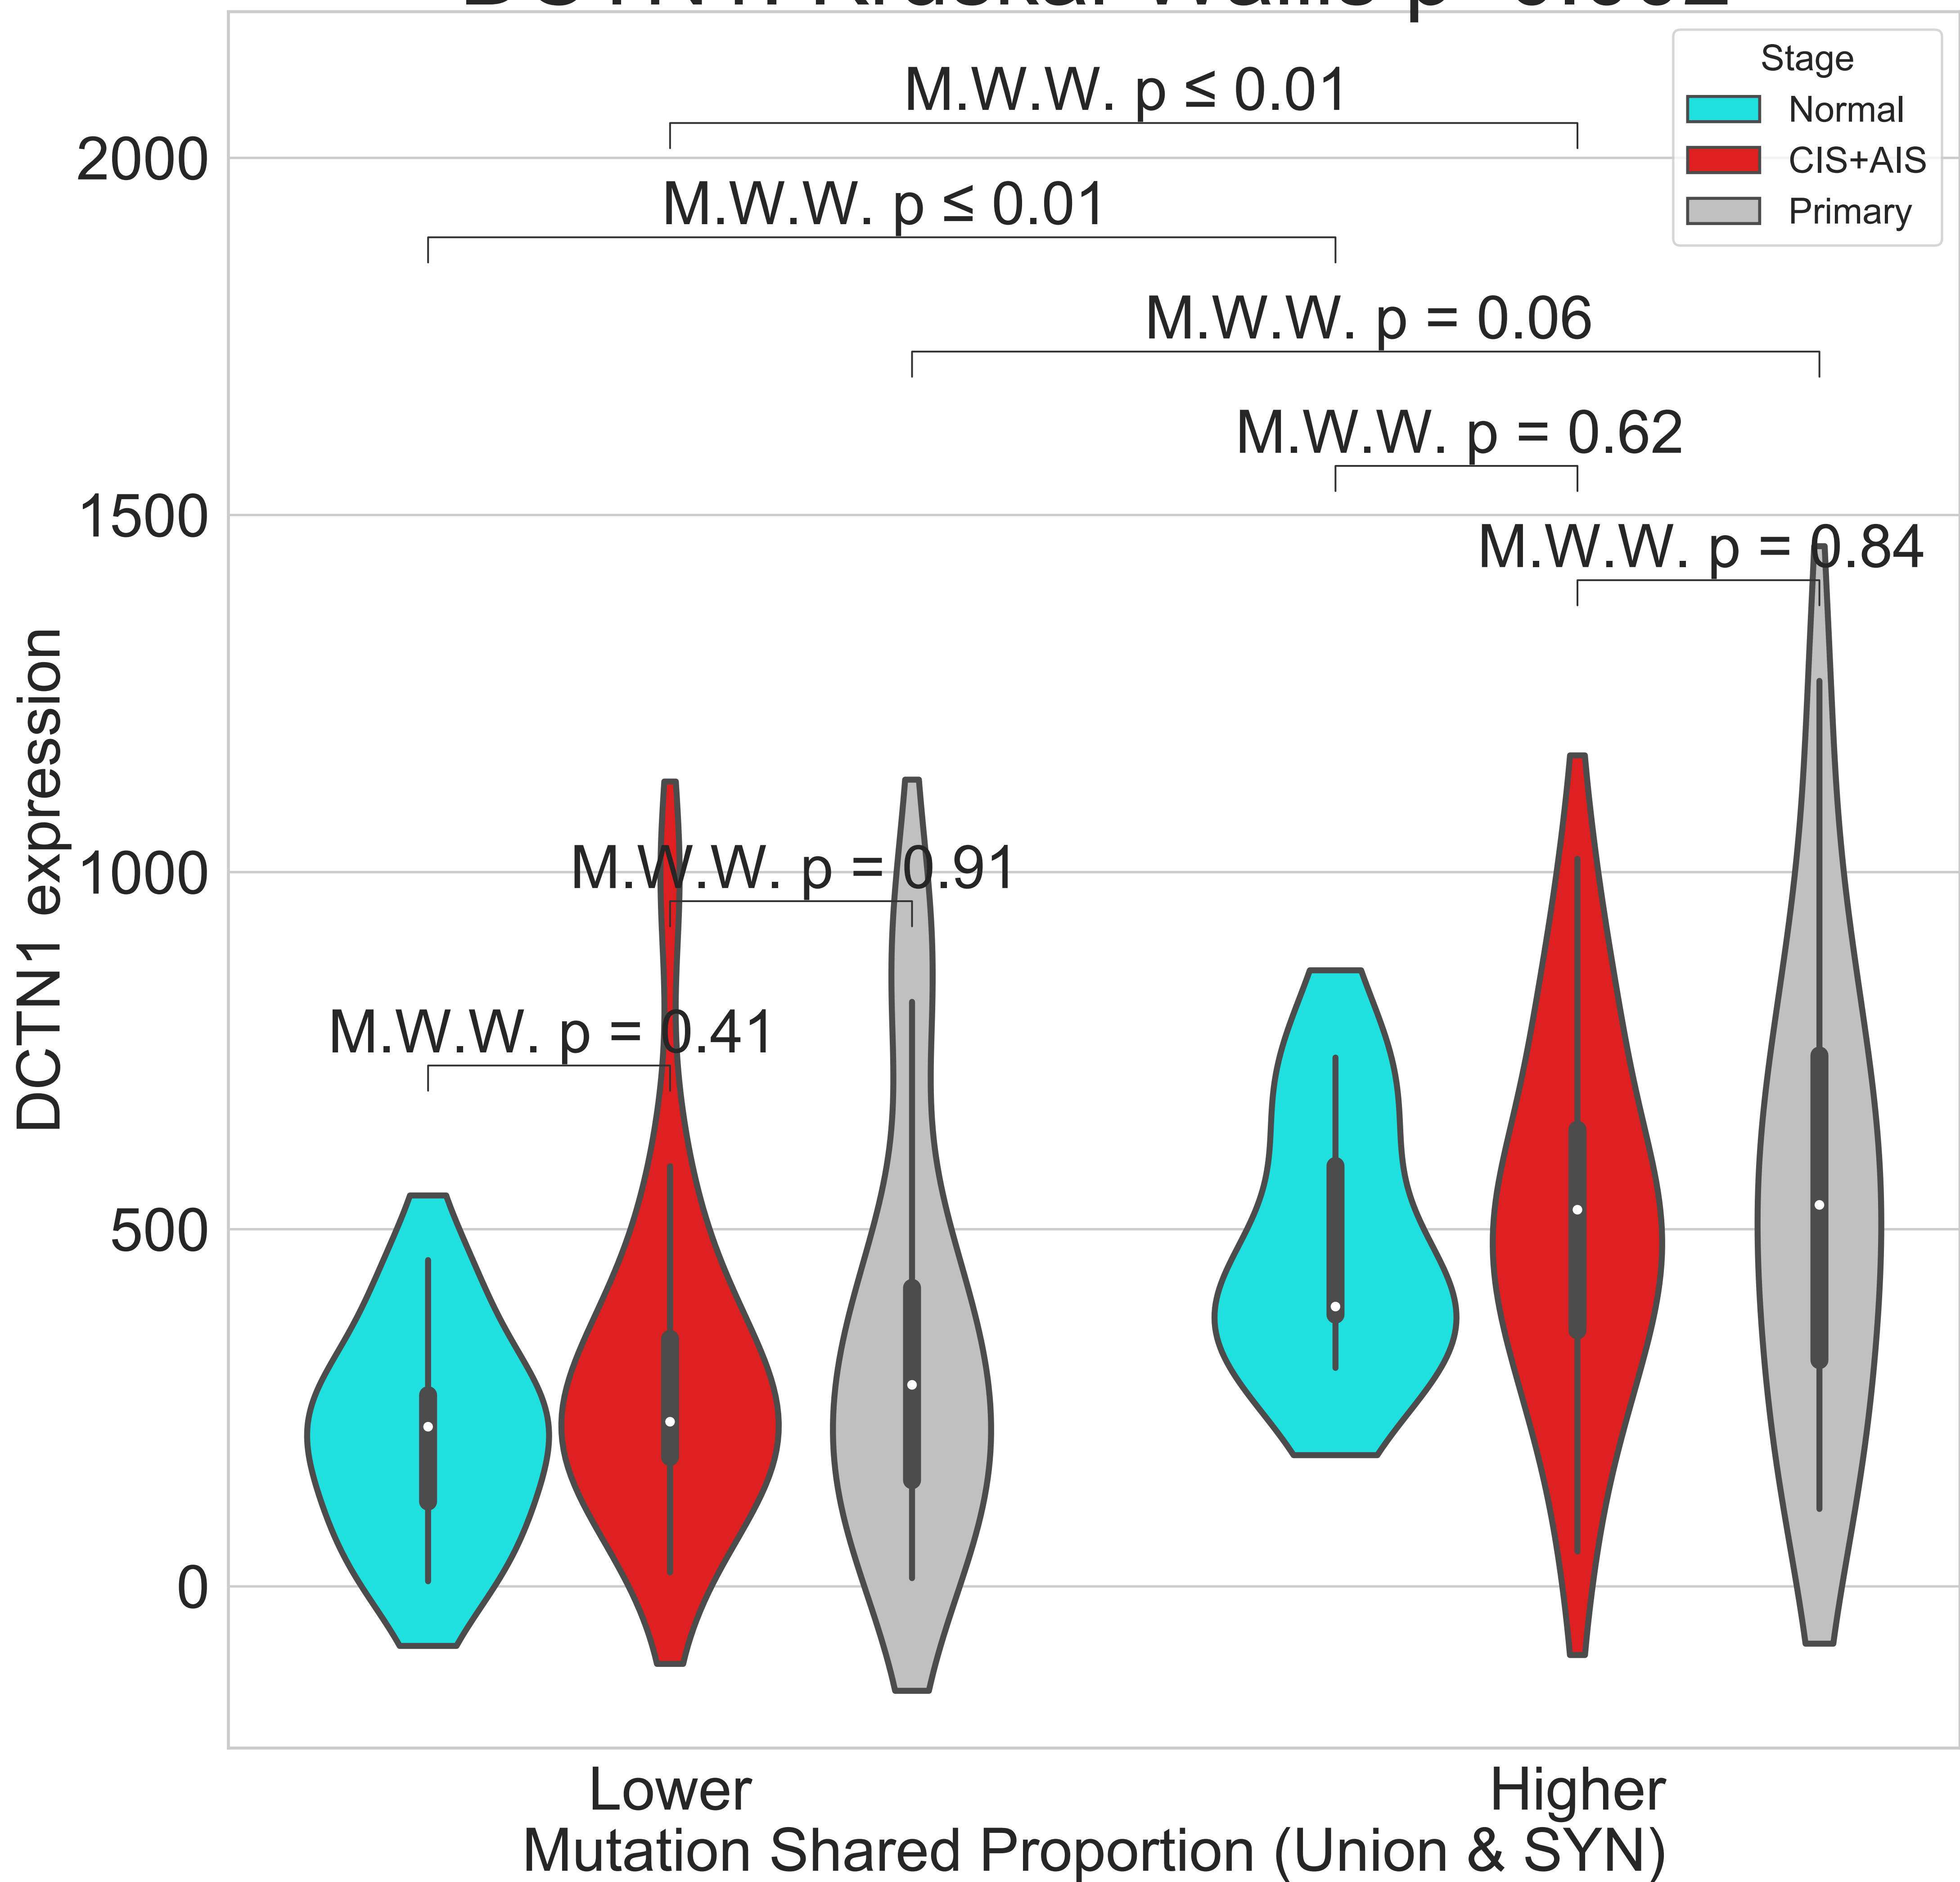 Stage
Normal
CIS+AIS
Primary
M.W.W. p ≤ 0.01
M.W.W. p ≤ 0.01
M.W.W. p = 0.06
M.W.W. p = 0.62
M.W.W. p = 0.84
M.W.W. p = 0.91
M.W.W. p = 0.41
2000
1500
1000
500
0
DCTN1 expression
Lower
Higher
Mutation Shared Proportion (Union & SYN)